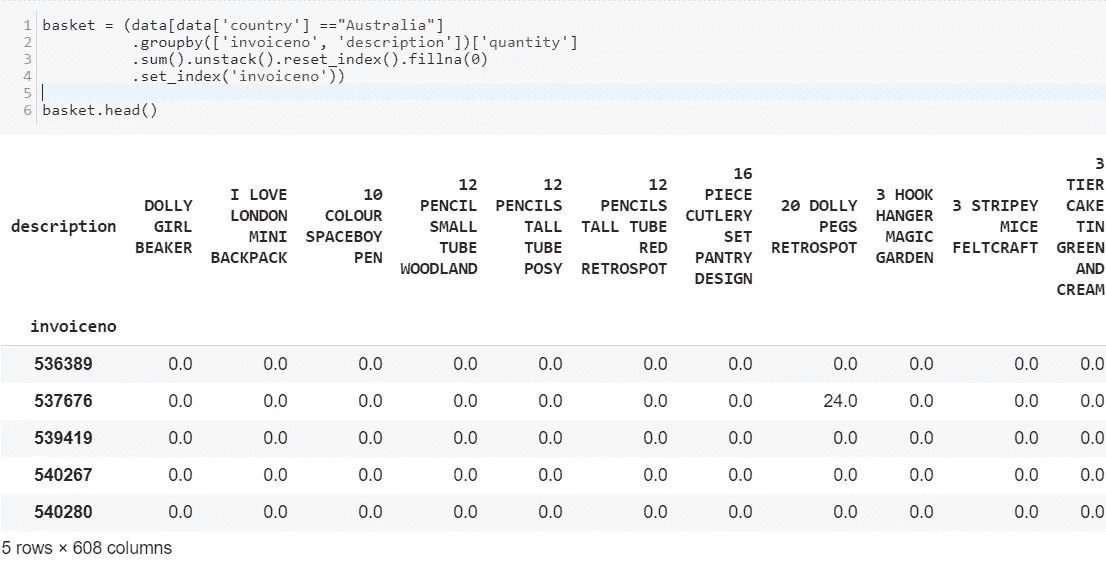 1 basket = (data[data['country'] =="Australia"]
2 .groupby(['invoiceno', 'description'])['quantity']
3 .sum().unstack().reset_index().fillna(0)
4 .set_index('invoiceno'))
5
6 basket.head()
3
16 TIER
12 12 12 PIECE 3 HOOK CAKE
I LOVE 10 PENCIL PENCILS PENCILS CUTLERY 20 DOLLY HANGER 3 STRIPEY TIN
description DOLLY GIRL BEAKER LONDON MINI BACKPACK COLOUR SPACEBOY PEN SMALL TUBE WOODLAND TALL TUBE POSY TALL TUBE RED RETROSPOT SET PANTRY DESIGN PEGS RETROSPOT MAGIC GARDEN MICE FELTCRAFT GREEN AND CREAM
invoiceno
536389 0.0 0.0 0.0 0.0 0.0 0.0 0.0 0.0 0.0 0.0 0.0
537676 0.0 0.0 0.0 0.0 0.0 0.0 0.0 24.0 0.0 0.0 0.0
539419 0.0 0.0 0.0 0.0 0.0 0.0 0.0 0.0 0.0 0.0 0.0
540267 0.0 0.0 0.0 0.0 0.0 0.0 0.0 0.0 0.0 0.0 0.0
540280 0.0 0.0 0.0 0.0 0.0 0.0 0.0 0.0 0.0 0.0 0.0
5 rows × 608 columns